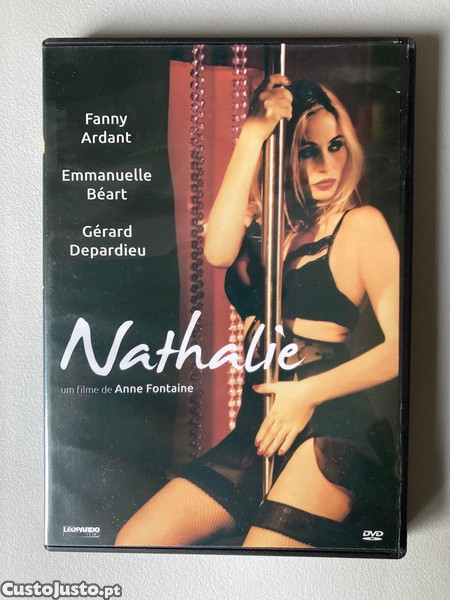 Fanny
Ardant
Emmanuelle
Béart
Gérard
Depardieu
Nathalie
um filme de Anne Fontaine
LEOPARDO
DVD
CustoJusto.pt